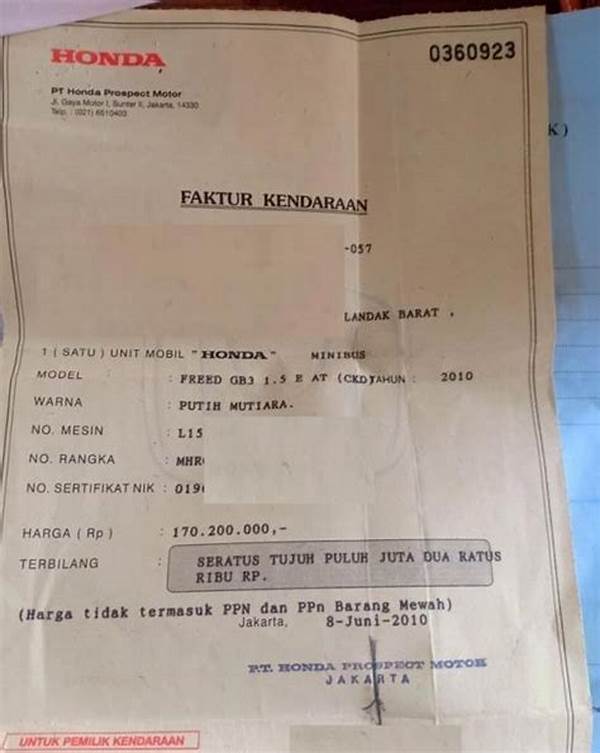 HONDA
0360923
PT Honda Prospect Motor
Jl. Gaya Motor I, Sunter II, Jakarta, 14330
Telp. : (021) 6510403
K )
FAKTUR KENDARAAN
-057
LANDAK BARAT ,
1 ( SATU ) UNIT MOBIL "HONDA" MINIBUS
MODEL : FREED GB3 1.5 E AT (CKD)TAHUN : 2010
WARNA : PUTIH MUTIARA.
NO. MESIN : L15
NO. RANGKA : MHR
NO. SERTIFIKAT NIK : 019
HARGA ( Rp ) : 170.200.000,-
TERBILANG : SERATUS TUJUH PULUH JUTA DUA RATUS
RIBU RP.
(Harga tidak termasuk PPN dan PPn Barang Mewah)
Jakarta, 8-Juni-2010
P.T. HONDA PROSPECT MOTOR
JAKARTA
UNTUK PEMILIK KENDARAAN